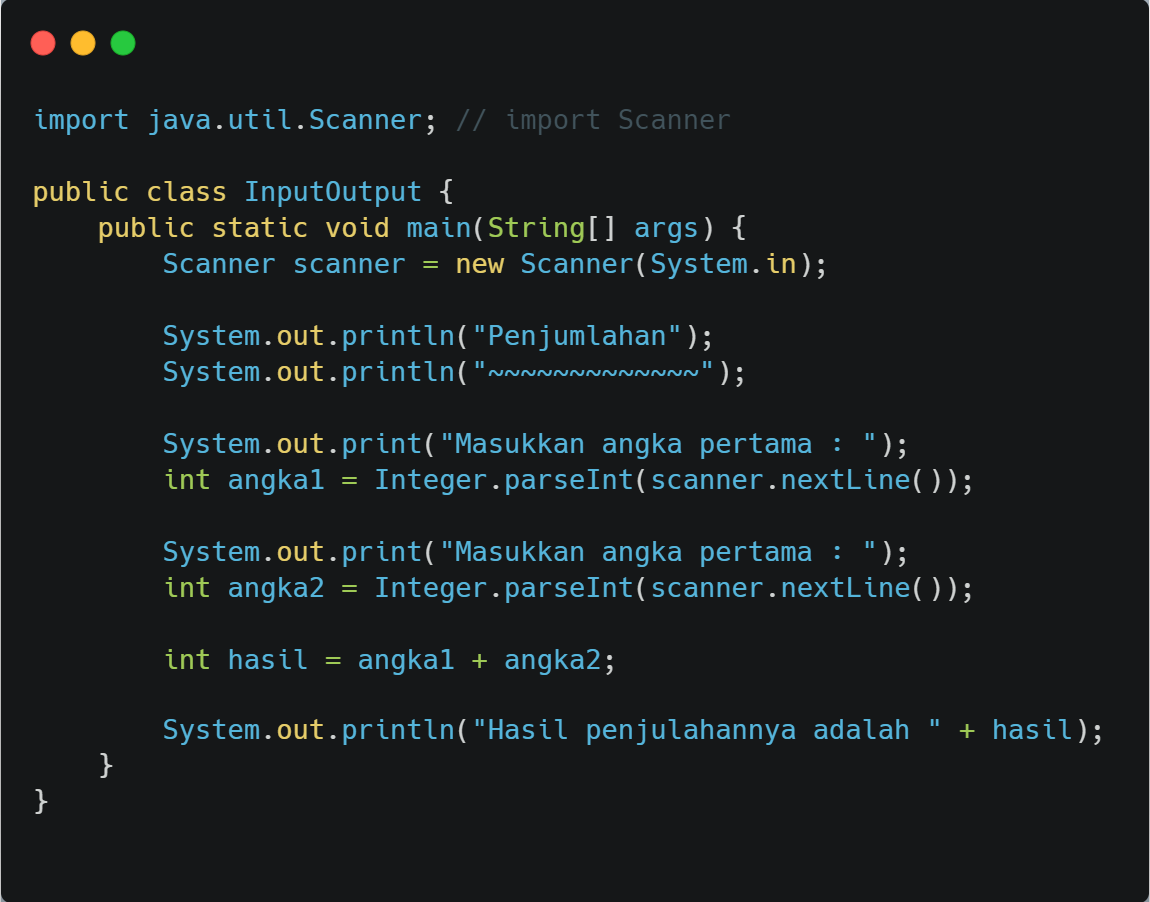 import java.util.Scanner; // import Scanner
public class InputOutput {
public static void main(String[] args) {
Scanner scanner = new Scanner(System.in);
System.out.println("Penjumlahan");
System.out.println("~~~~~~~~~~~~~");
System.out.print("Masukkan angka pertama : ");
int angka1 = Integer.parseInt(scanner.nextLine());
System.out.print("Masukkan angka pertama : ");
int angka2 = Integer.parseInt(scanner.nextLine());
int hasil = angka1 + angka2;
System.out.println("Hasil penjulahannya adalah " + hasil);
}
}